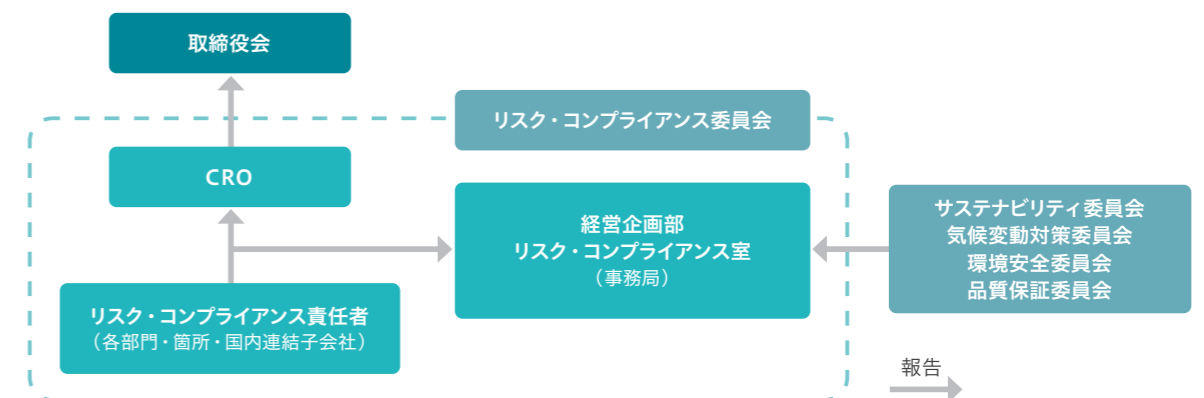 取締役会
リスク・コンプライアンス委員会
CRO
経営企画部
リスク・コンプライアンス室
（事務局）
サステナビリティ委員会
気候変動対策委員会
環境安全委員会
品質保証委員会
リスク・コンプライアンス責任者
（各部門・箇所・国内連結子会社）
報告